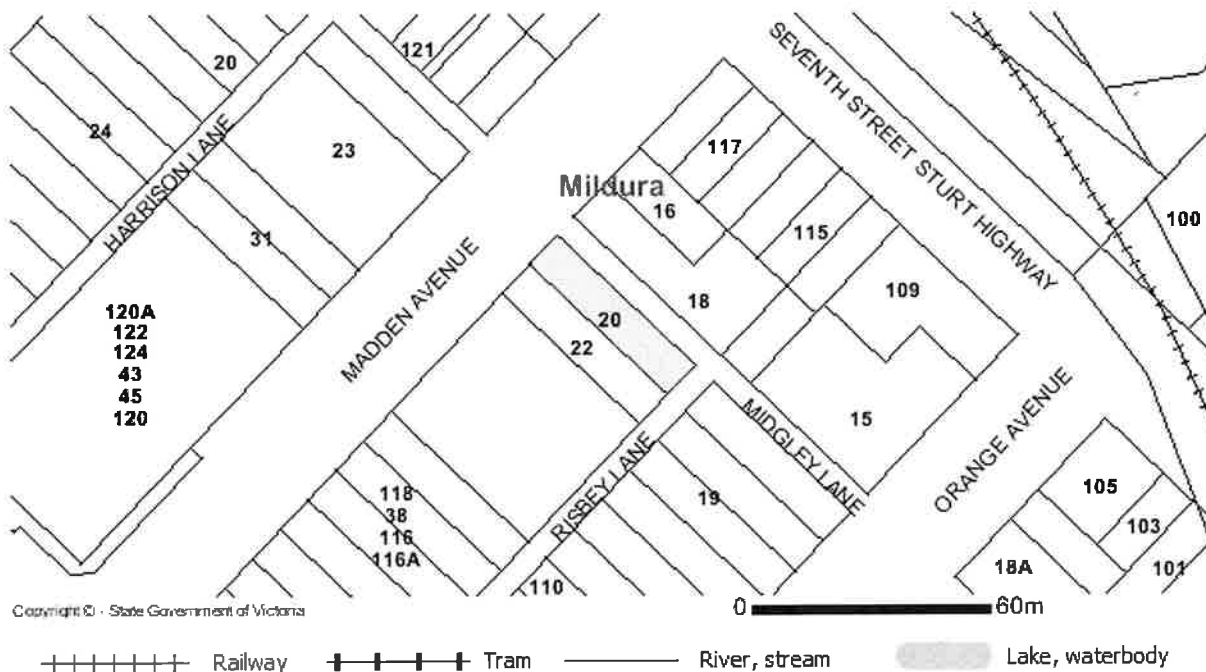 20
121
SEVENTH STREET STURT HIGHWAY
24
HARRISON LANE
23
117
Mildura
16
31
115
100
MADDEN AVENUE
18
109
120A
122
124
43
45
120
20
22
15
MIDGLEY LANE
ORANGE AVENUE
RISBEY LANE
19
118
38
116
116A
105
103
101
18A
110
Copyright © - State Government of Victoria
0 60m
Railway Tram River, stream Lake, waterbody